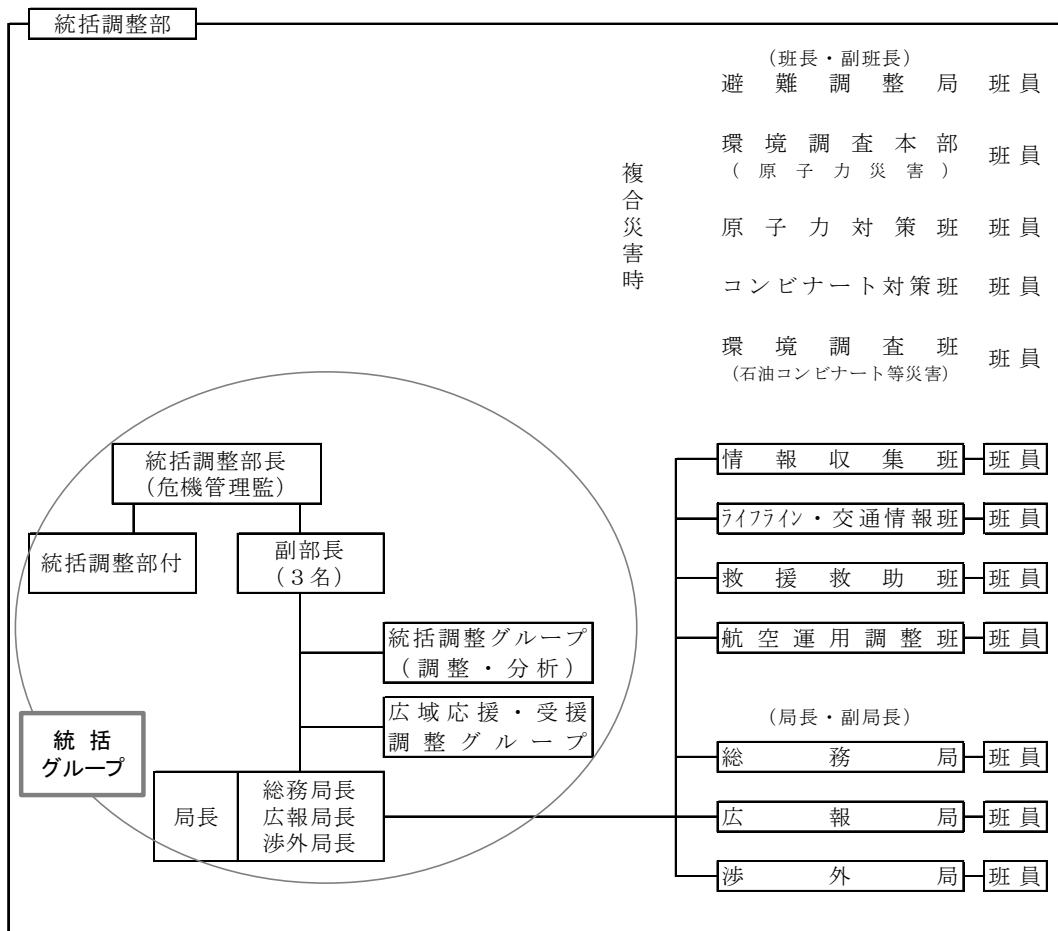 統括調整部
(班長・副班長)
避難調整局 班員
環境調査本部 班員
(原子力災害)
複合災害時
原子力対策班 班員
コンビナート対策班 班員
環境調査班 班員
(石油コンビナート等災害)
統括調整部長
(危機管理監)
統括調整部付
副部長
(3名)
統括調整グループ
(調整・分析)
広域応援・受援
調整グループ
統括
グループ
局長
総務局長
広報局長
渉外局長
情報収集班 班員
ライフライン・交通情報班 班員
救援救助班 班員
航空運用調整班 班員
(局長・副局長)
総務局 班員
広報局 班員
渉外局 班員